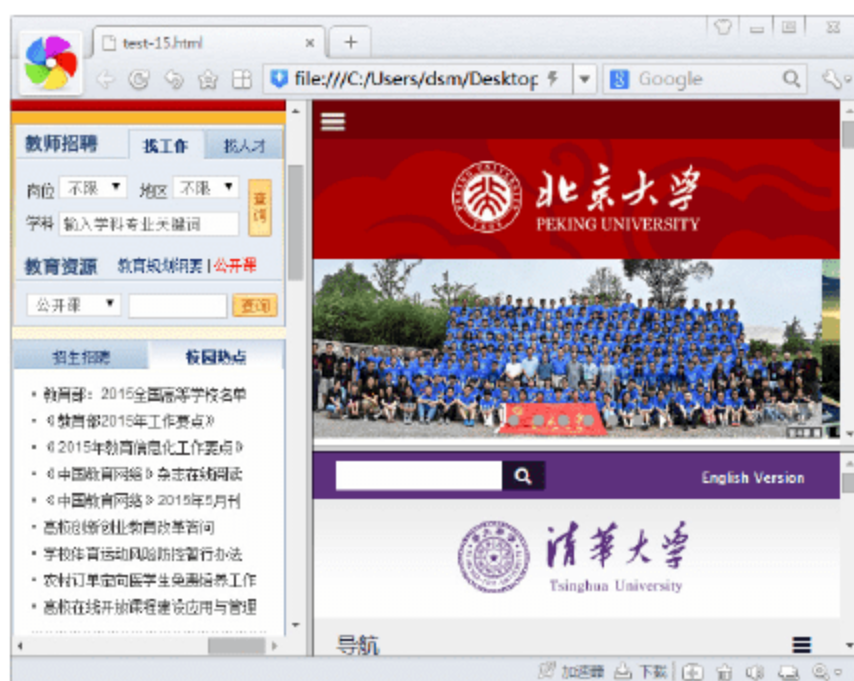 test-15.html
file:///C:/Users/dsm/Desktop
Google
教师招聘 找工作 找人才
岗位 不限 地区 不限
查询
学科 输入学科专业关键词
教育资源 教育规划纲要 | 公开课
公开课 查询
招生招聘 校园热点
教育部：2015全国高等学校名单
《教育部2015年工作要点》
《2015年教育信息化工作要点》
《中国教育网络》杂志在线阅读
《中国教育网络》2015年5月刊
高校创新创业教育改革答问
学校体育运动风险防控暂行办法
农村订单定向医学生免费培养工作
高校在线开放课程建设应用与管理
北京大学
PEKING UNIVERSITY
English Version
清华大学
Tsinghua University
导航
加速器 下载